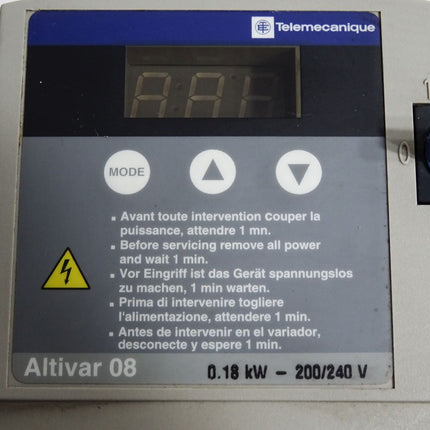 Telemecanique
MODE
0
▪ Avant toute intervention couper la
puissance, attendre 1 mn.
▪ Before servicing remove all power
and wait 1 min.
▪ Vor Eingriff ist das Gerät spannungslos
zu machen, 1 min warten.
▪ Prima di intervenire togliere
l'alimentazione, attendere 1 min.
▪ Antes de intervenir en el variador,
desconecte y espere 1 min.
Altivar 08 0.18 kW – 200/240 V